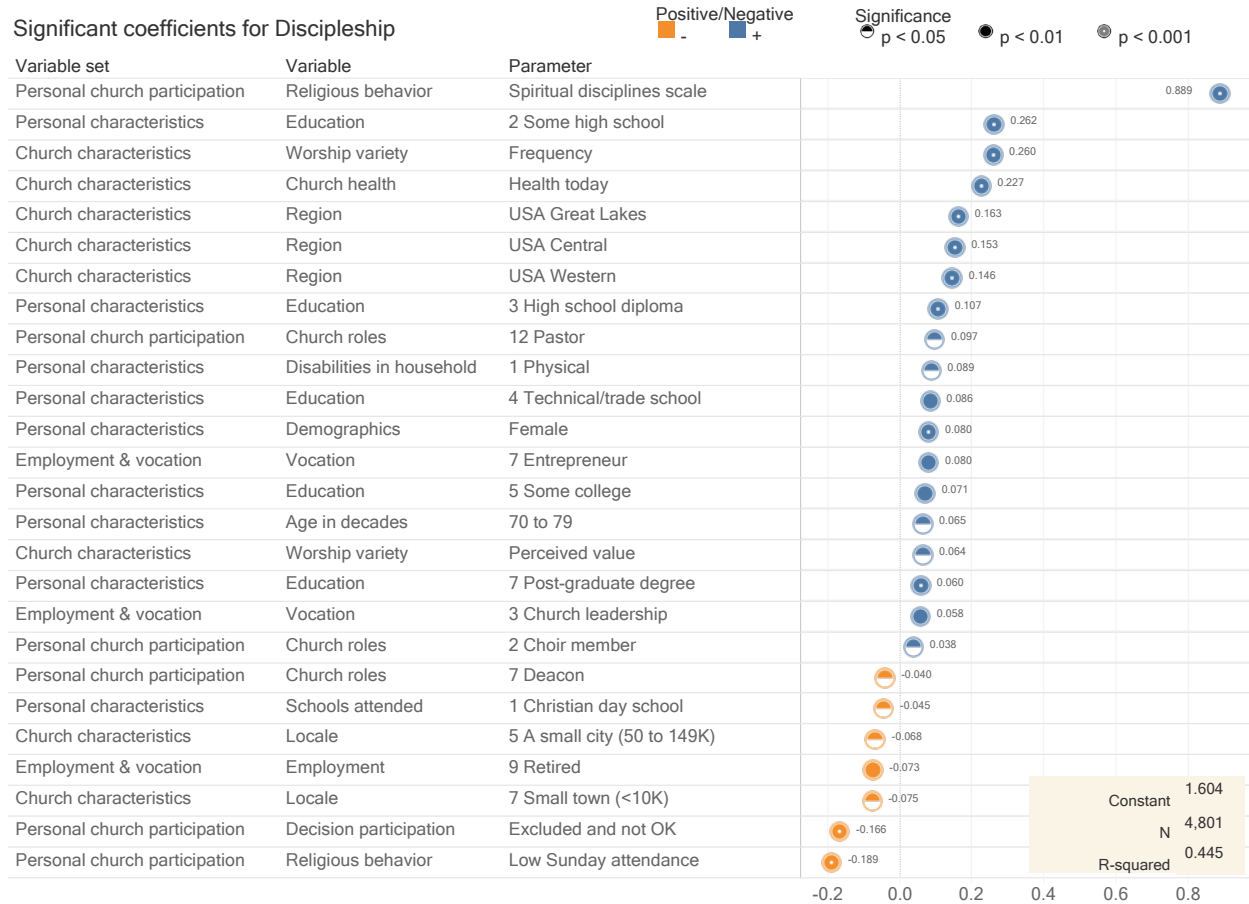 Significant coefficients for Discipleship
Positive/Negative
- +
Significance
p < 0.05 p < 0.01 p < 0.001
Variable set Variable Parameter
Personal church participation Religious behavior Spiritual disciplines scale 0.889
Personal characteristics Education 2 Some high school 0.262
Church characteristics Worship variety Frequency 0.260
Church characteristics Church health Health today 0.227
Church characteristics Region USA Great Lakes 0.163
Church characteristics Region USA Central 0.153
Church characteristics Region USA Western 0.146
Personal characteristics Education 3 High school diploma 0.107
Personal church participation Church roles 12 Pastor 0.097
Personal characteristics Disabilities in household 1 Physical 0.089
Personal characteristics Education 4 Technical/trade school 0.086
Personal characteristics Demographics Female 0.080
Employment & vocation Vocation 7 Entrepreneur 0.080
Personal characteristics Education 5 Some college 0.071
Personal characteristics Age in decades 70 to 79 0.065
Church characteristics Worship variety Perceived value 0.064
Personal characteristics Education 7 Post-graduate degree 0.060
Employment & vocation Vocation 3 Church leadership 0.058
Personal church participation Church roles 2 Choir member 0.038
Personal church participation Church roles 7 Deacon -0.040
Personal characteristics Schools attended 1 Christian day school -0.045
Church characteristics Locale 5 A small city (50 to 149K) -0.068
Employment & vocation Employment 9 Retired -0.073
Church characteristics Locale 7 Small town (<10K) -0.075
Personal church participation Decision participation Excluded and not OK -0.166
Personal church participation Religious behavior Low Sunday attendance -0.189
Constant 1.604
N 4,801
R-squared 0.445
-0.2 0.0 0.2 0.4 0.6 0.8